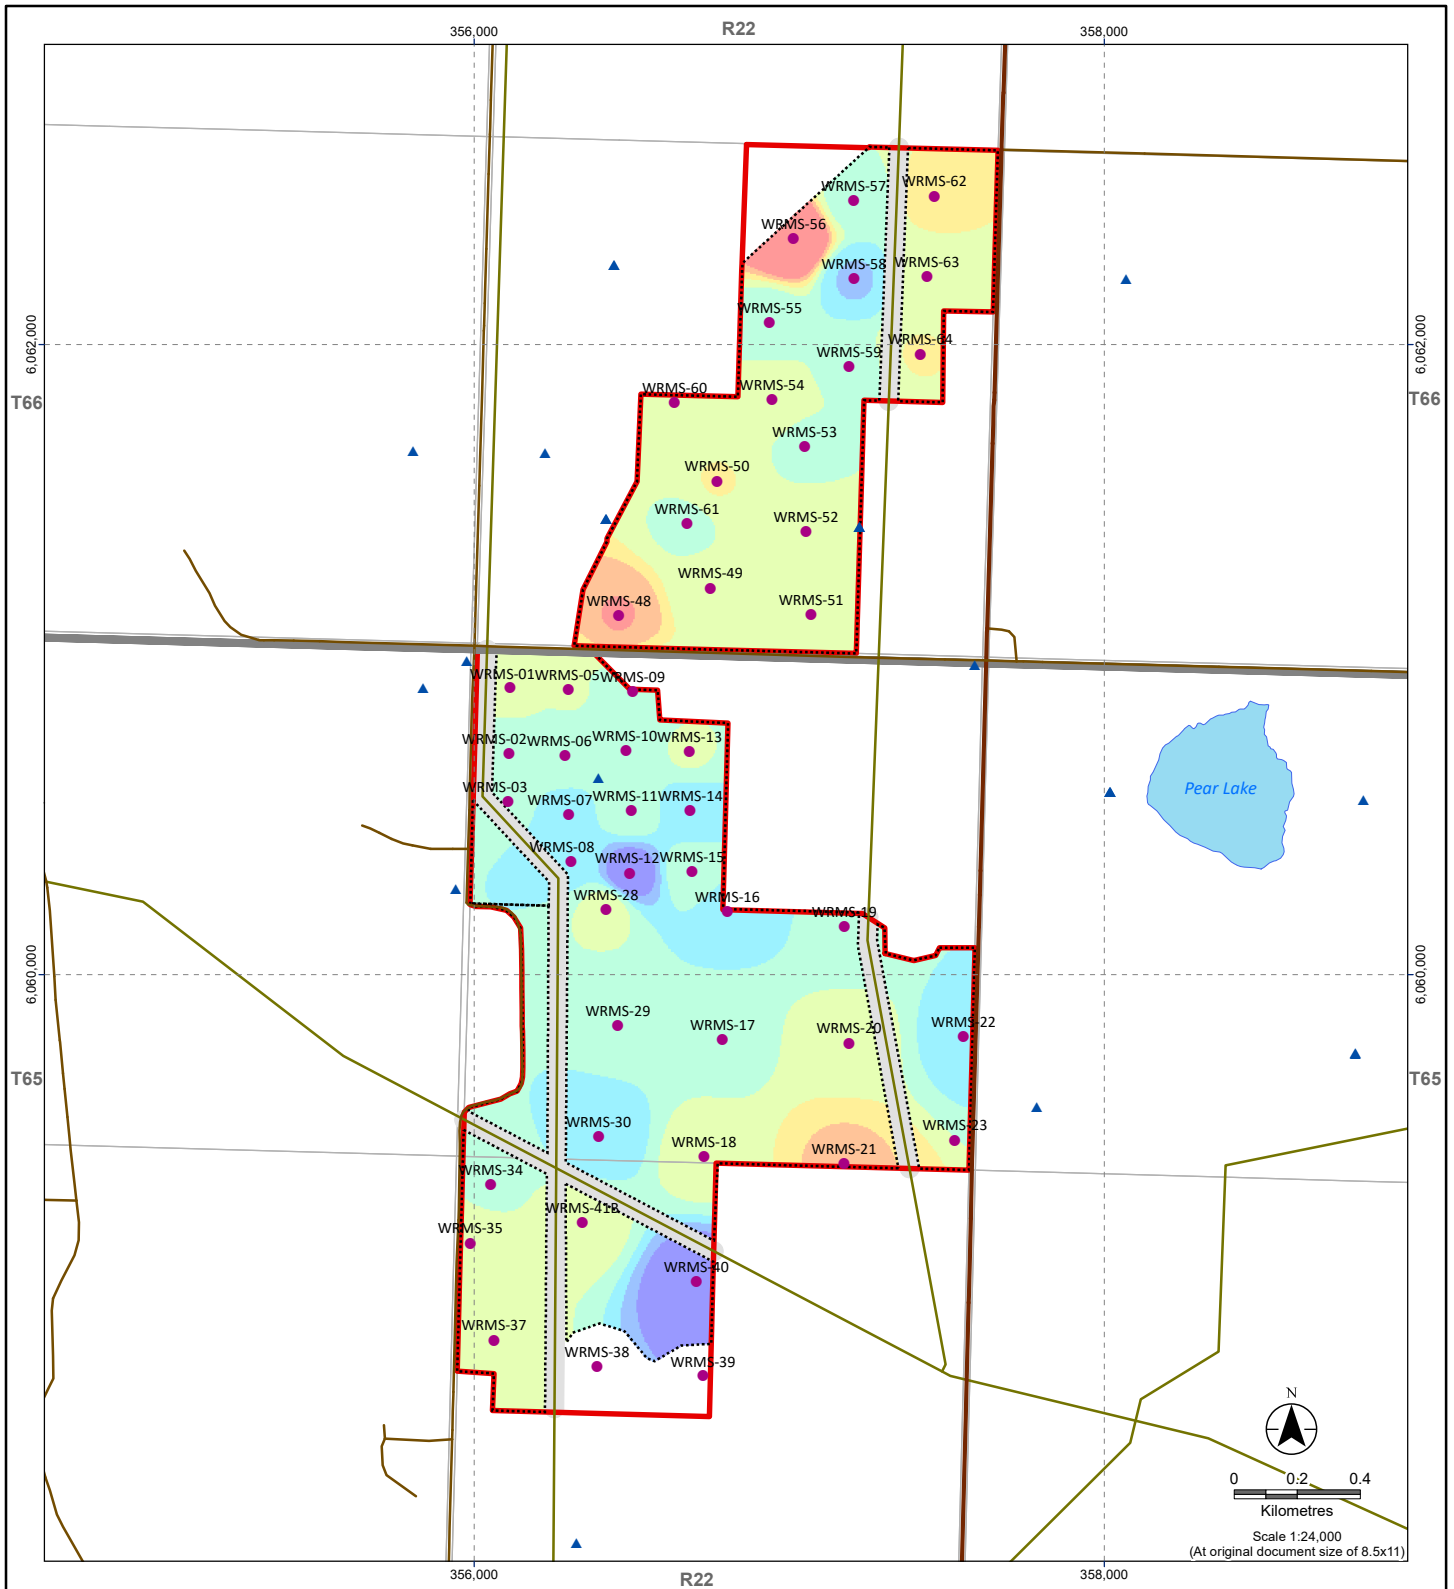 R22
356,000
358,000
WRMS-57
WRMS-62
WRMS-56
WRMS-58
WRMS-63
WRMS-55
6,062,000
6,062,000
WRMS-59
WRMS-64
T66
T66
WRMS-60
WRMS-54
WRMS-53
WRMS-50
WRMS-61
WRMS-52
WRMS-49
WRMS-48
WRMS-51
WRMS-01
WRMS-05
WRMS-09
WRMS-02
WRMS-06
WRMS-10
WRMS-13
WRMS-03
WRMS-07
WRMS-11
WRMS-14
Pear Lake
WRMS-08
WRMS-12
WRMS-15
WRMS-28
WRMS-16
WRMS-19
6,060,000
6,060,000
WRMS-29
WRMS-17
WRMS-20
WRMS-22
T65
T65
WRMS-30
WRMS-18
WRMS-21
WRMS-23
WRMS-34
WRMS-41B
WRMS-35
WRMS-40
WRMS-37
WRMS-38
WRMS-39
N
0 0.2 0.4
Kilometres
Scale 1:24,000
(At original document size of 8.5x11)
356,000
R22
358,000